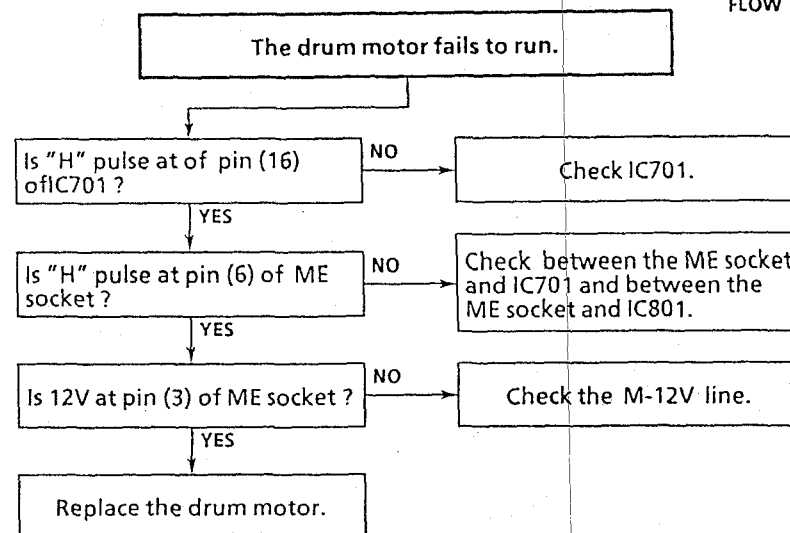 FLOW
The drum motor fails to run.
Is "H" pulse at of pin (16)
ofIC701 ?
NO
Check IC701.
YES
Is "H" pulse at pin (6) of ME
socket ?
NO
Check between the ME socket
and IC701 and between the
ME socket and IC801.
YES
Is 12V at pin (3) of ME socket ?
NO
Check the M-12V line.
YES
Replace the drum motor.